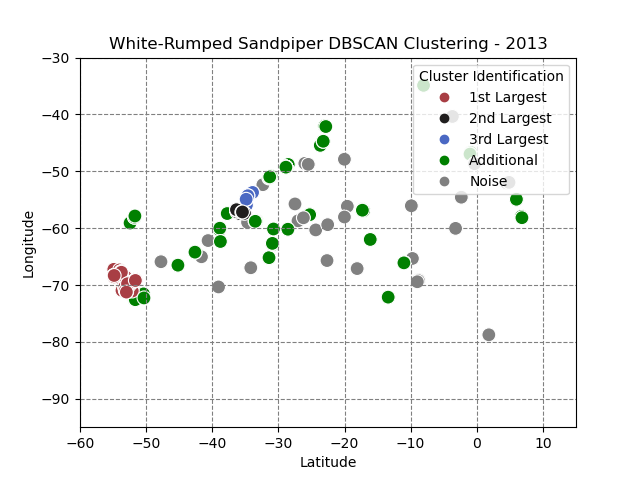 White-Rumped Sandpiper DBSCAN Clustering - 2013
Longitude
−30
−40
−50
−60
−70
−80
−90
Cluster Identification
1st Largest
2nd Largest
3rd Largest
Additional
Noise
−60
−50
−40
−30
−20
−10
0
10
Latitude